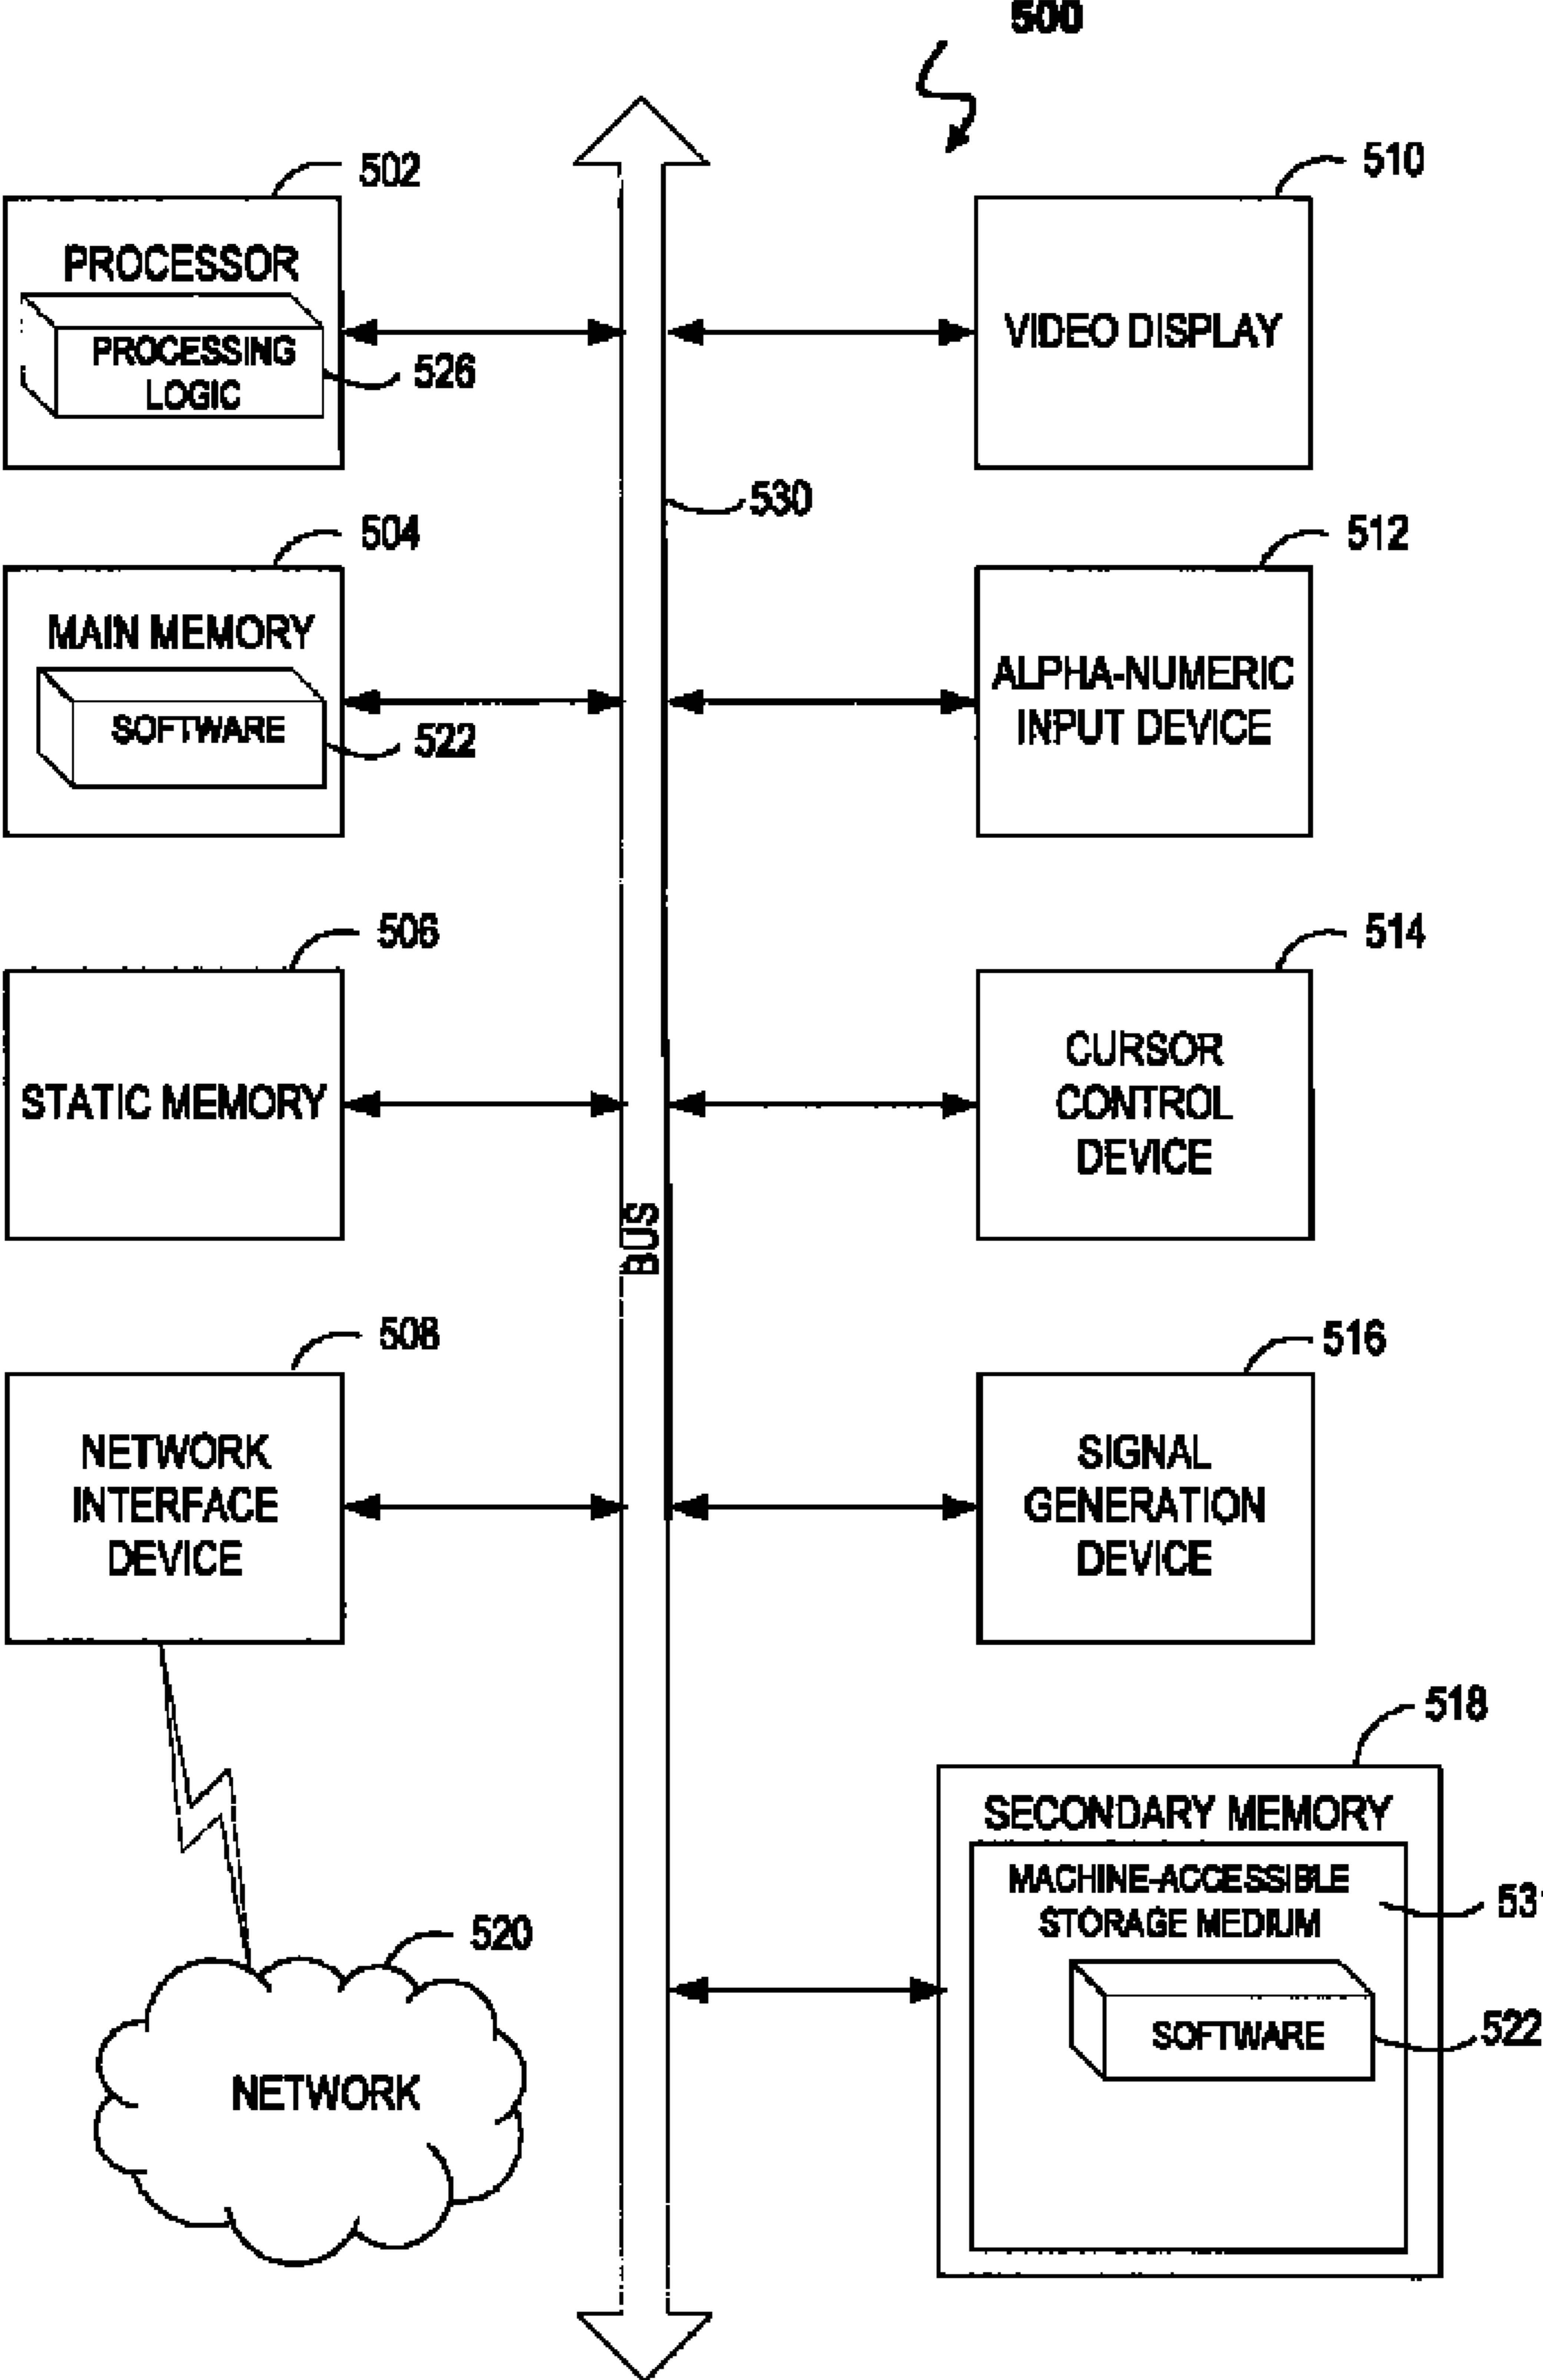 500
502
PROCESSOR
PROCESSING
LOGIC
526
510
VIDEO DISPLAY
530
504
MAIN MEMORY
SOFTWARE
522
512
ALPHA-NUMERIC
INPUT DEVICE
506
STATIC MEMORY
514
CURSOR
CONTROL
DEVICE
BUS
508
NETWORK
INTERFACE
DEVICE
516
SIGNAL
GENERATION
DEVICE
518
SECONDARY MEMORY
MACHINE-ACCESSIBLE
STORAGE MEDIUM
SOFTWARE
522
520
NETWORK